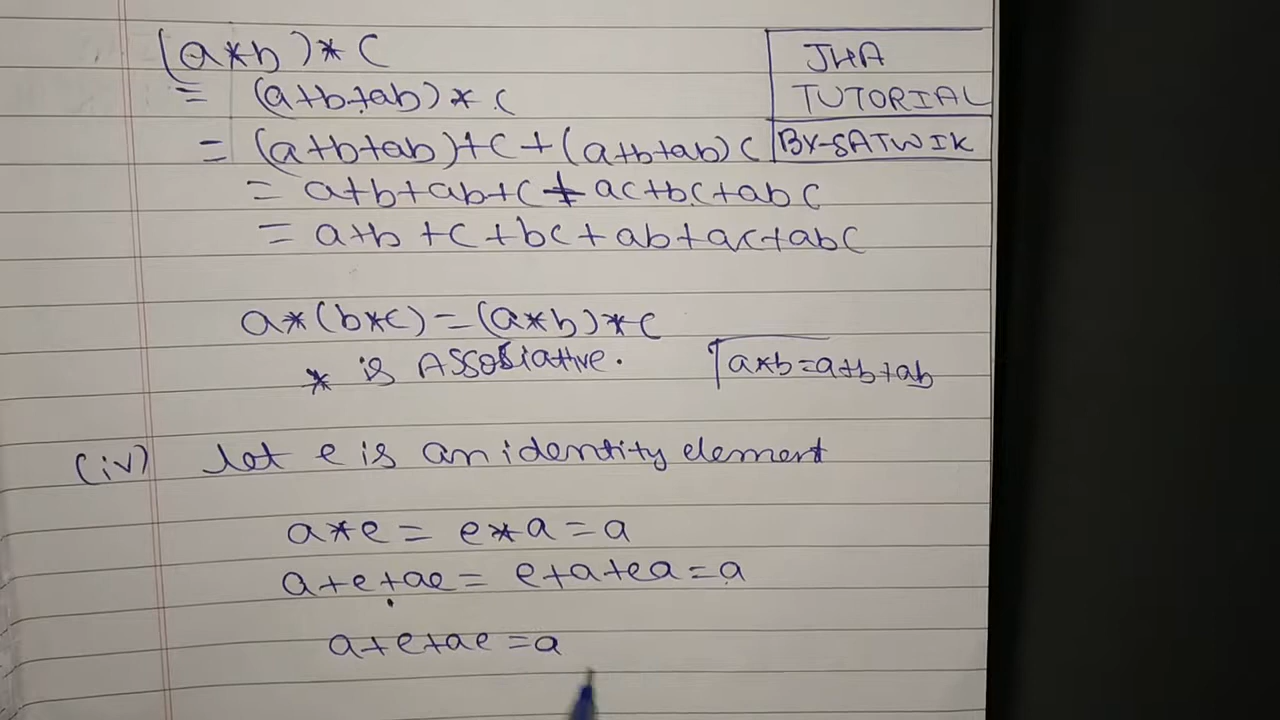 (a*b)*C
= (a+b+ab)*C
= (a+b+ab)+C+(a+b+ab)C
= a+b+ab+C+ac+bc+abC
= a+b+C+bC+ab+ac+abC
JHA
TUTORIAL
BY-SATWIK
a*(b*c)=(a*b)*c
* is Associative.
a*b=a+b+ab
(iv) Let e is an identity element
a*e = e*a=a
a+e+ae= e+a+ea=a
a+e+ae=a